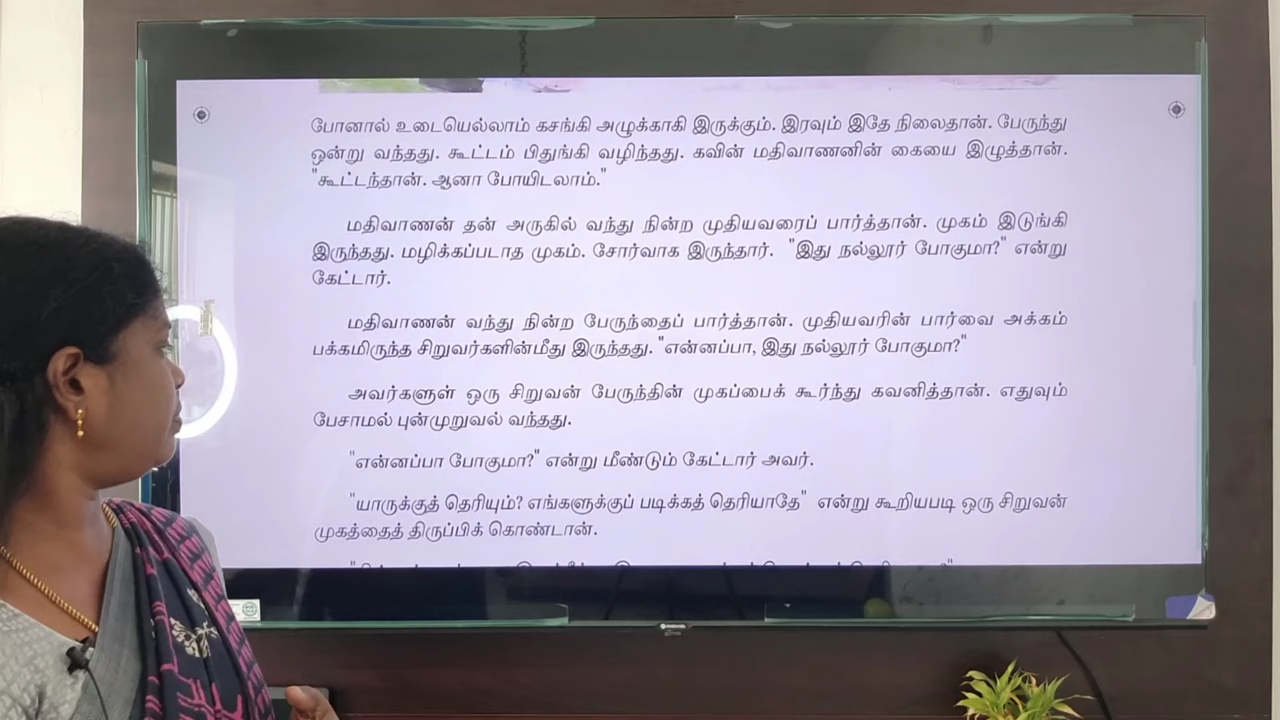 போனால் உடையெல்லாம் கசங்கி அழுக்காகி இருக்கும். இரவும் இதே நிலைதான். பேருந்து
ஒன்று வந்தது. கூட்டம் பிதுங்கி வழிந்தது. கவின் மதிவாணனின் கையை இழுத்தான்.
"கூட்டந்தான். ஆனா போயிடலாம்."
மதிவாணன் தன் அருகில் வந்து நின்ற முதியவரைப் பார்த்தான். முகம் இடுங்கி
இருந்தது. மழிக்கப்படாத முகம். சோர்வாக இருந்தார். "இது நல்லூர் போகுமா?" என்று
கேட்டார்.
மதிவாணன் வந்து நின்ற பேருந்தைப் பார்த்தான். முதியவரின் பார்வை அக்கம்
பக்கமிருந்த சிறுவர்களின்மீது இருந்தது. "என்னப்பா, இது நல்லூர் போகுமா?"
அவர்களுள் ஒரு சிறுவன் பேருந்தின் முகப்பைக் கூர்ந்து கவனித்தான். எதுவும்
பேசாமல் புன்முறுவல் வந்தது.
"என்னப்பா போகுமா?" என்று மீண்டும் கேட்டார் அவர்.
"யாருக்குத் தெரியும்? எங்களுக்குப் படிக்கத் தெரியாதே" என்று கூறியபடி ஒரு சிறுவன்
முகத்தைத் திருப்பிக் கொண்டான்.
motorola